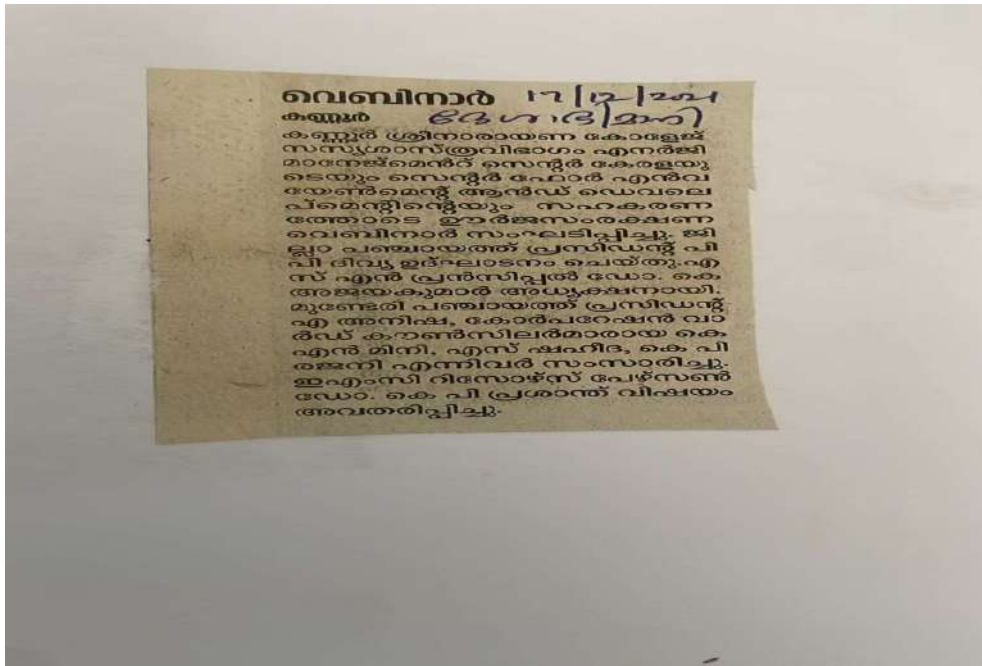 വെബിനാർ 17/12/2021
കണ്ണൂർ ദേശാഭിമാനി
കണ്ണൂർ ശ്രീനാരായണ കോളേജ്
സസ്യശാസ്ത്രവിഭാഗം എനർജി
മാനേജ്മെൻറ് സെന്റർ കേരളയു
ടെയും സെന്റർ ഫോർ എൻവ
യേൺമെന്റ് ആൻഡ് ഡെവലെ
പ്മെന്റിന്റെയും സഹകരണ
ത്തോടെ ഊർജസംരക്ഷണ
വെബിനാർ സംഘടിപ്പിച്ചു. ജി
ല്ലാ പഞ്ചായത്ത് പ്രസിഡന്റ് പി
പി ദിവ്യ ഉദ്ഘാടനം ചെയ്തു.എ
സ് എൻ പ്രൻസിപ്പൽ ഡോ. കെ
അജയകുമാർ അധ്യക്ഷനായി.
മുണ്ടേരി പഞ്ചായത്ത് പ്രസിഡന്റ്
എ അനിഷ, കോർപറേഷൻ വാ
ർഡ് കൗൺസിലർമാരായ കെ
എൻ മിനി, എസ് ഷഹീദ, കെ പി
രജനി എന്നിവർ സംസാരിച്ചു.
ഇഎംസി റിസോഴ്സ് പേഴ്സൺ
ഡോ. കെ പി പ്രശാന്ത് വിഷയം
അവതരിപ്പിച്ചു.